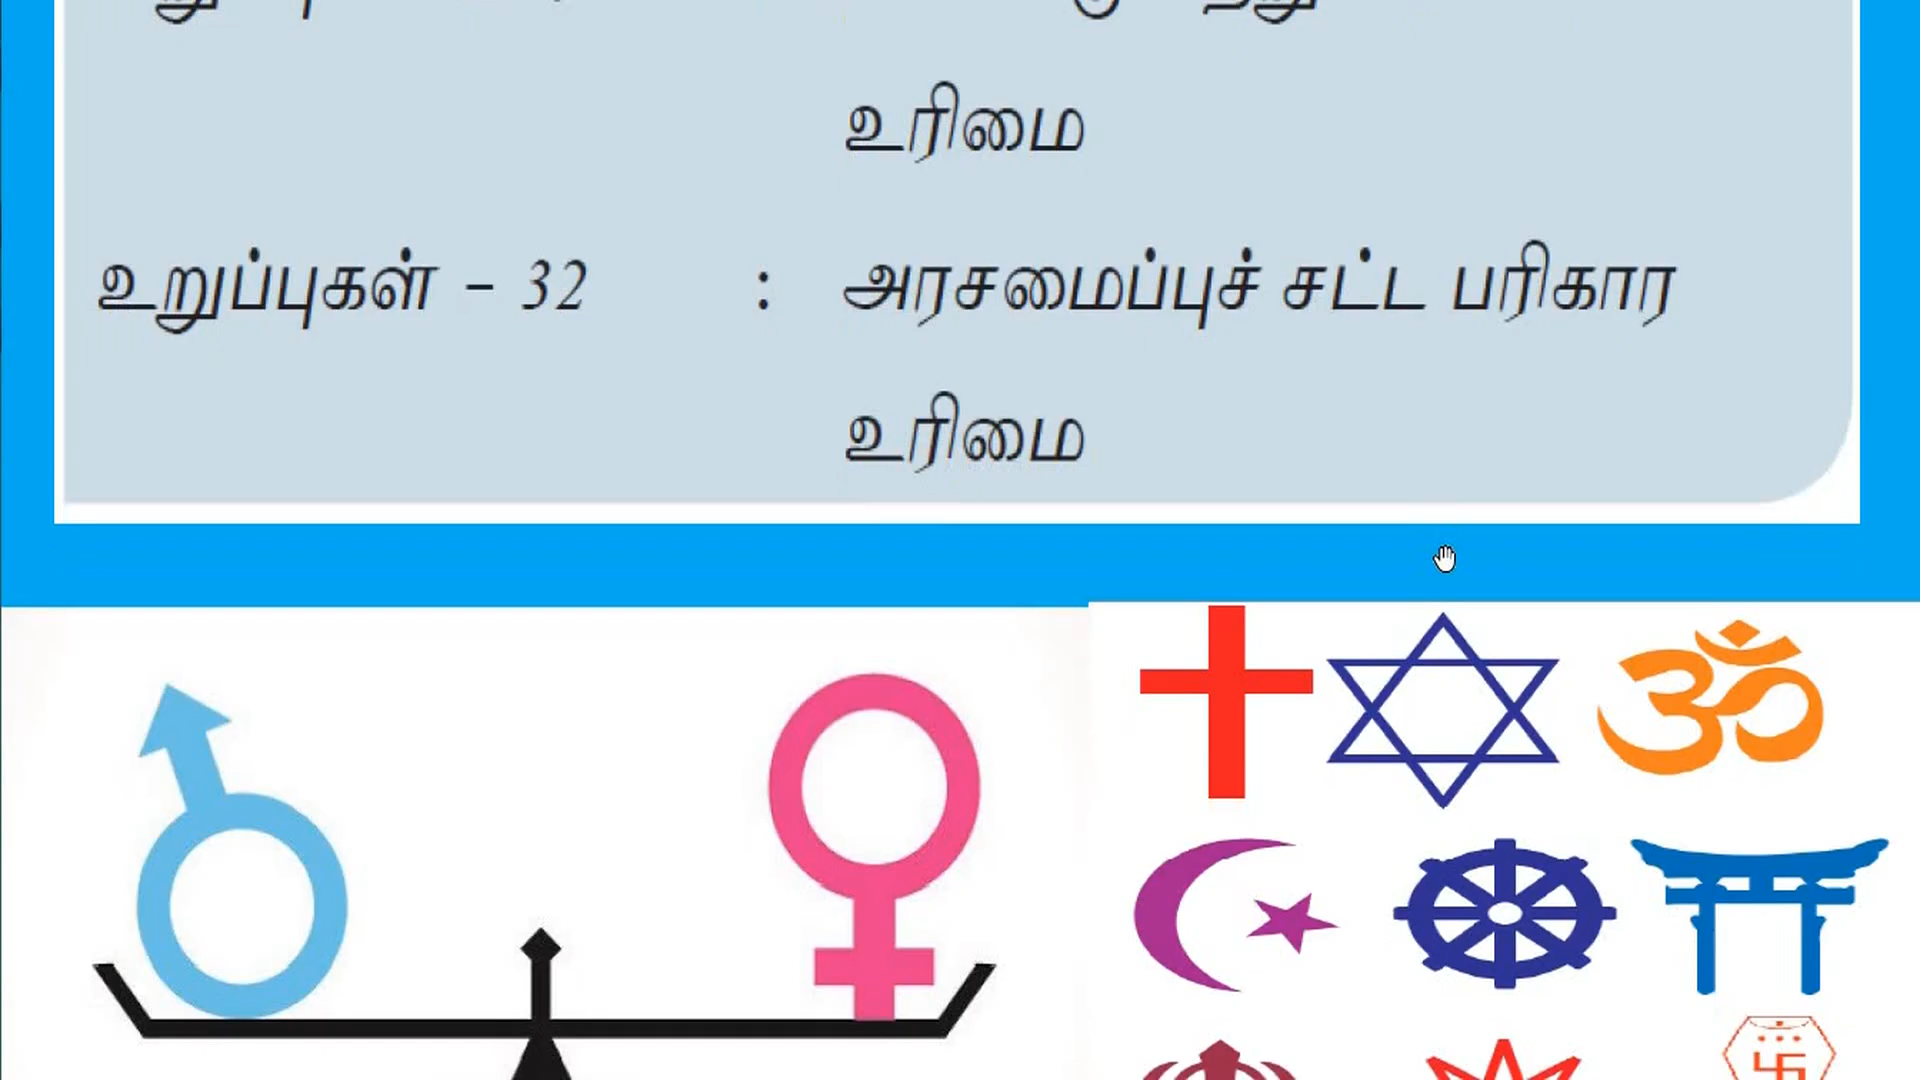 உரிமை
உறுப்புகள் – 32 : அரசமைப்புச் சட்ட பரிகார
உரிமை